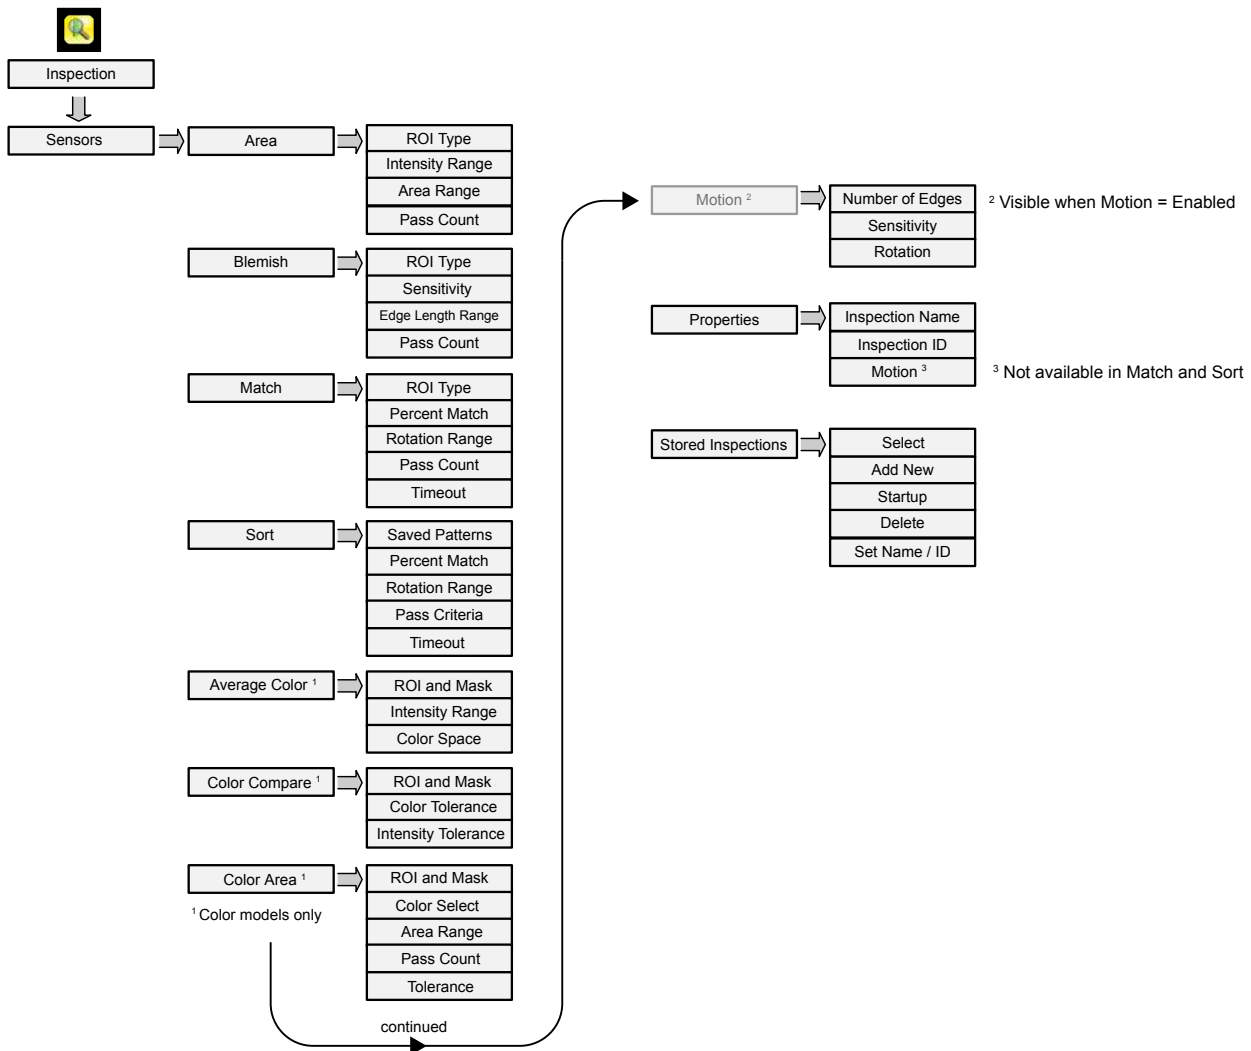 Inspection
Sensors
Area
ROI Type
Intensity Range
Area Range
Pass Count
Blemish
ROI Type
Sensitivity
Edge Length Range
Pass Count
Match
ROI Type
Percent Match
Rotation Range
Pass Count
Timeout
Sort
Saved Patterns
Percent Match
Rotation Range
Pass Criteria
Timeout
Average Color ¹
ROI and Mask
Intensity Range
Color Space
Color Compare ¹
ROI and Mask
Color Tolerance
Intensity Tolerance
Color Area ¹
ROI and Mask
Color Select
Area Range
Pass Count
Tolerance
¹ Color models only
continued
Motion ²
Number of Edges
Sensitivity
Rotation
² Visible when Motion = Enabled
Properties
Inspection Name
Inspection ID
Motion ³
³ Not available in Match and Sort
Stored Inspections
Select
Add New
Startup
Delete
Set Name / ID